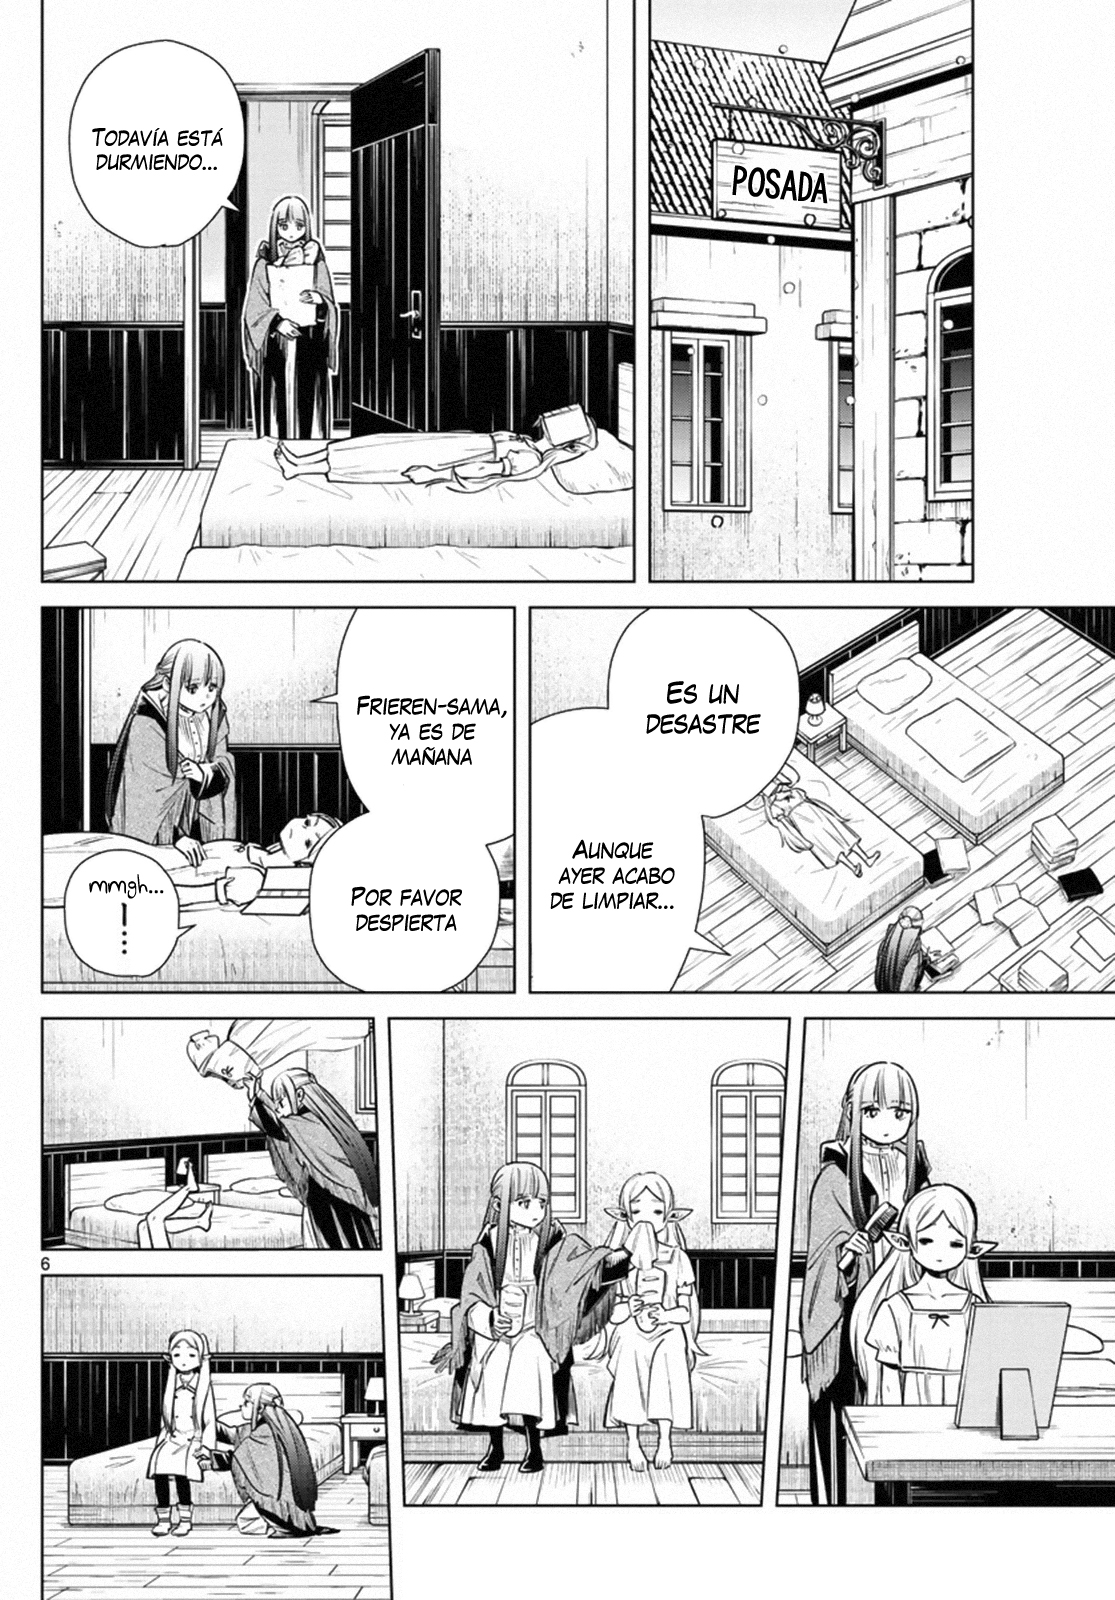 POSADA
TODAVÍA ESTÁ
DURMIENDO...
ES UN
DESASTRE
AUNQUE
AYER ACABO
DE LIMPIAR...
FRIEREN-SAMA,
YA ES DE
MAÑANA
POR FAVOR
DESPIERTA
mmgh...
!...
6